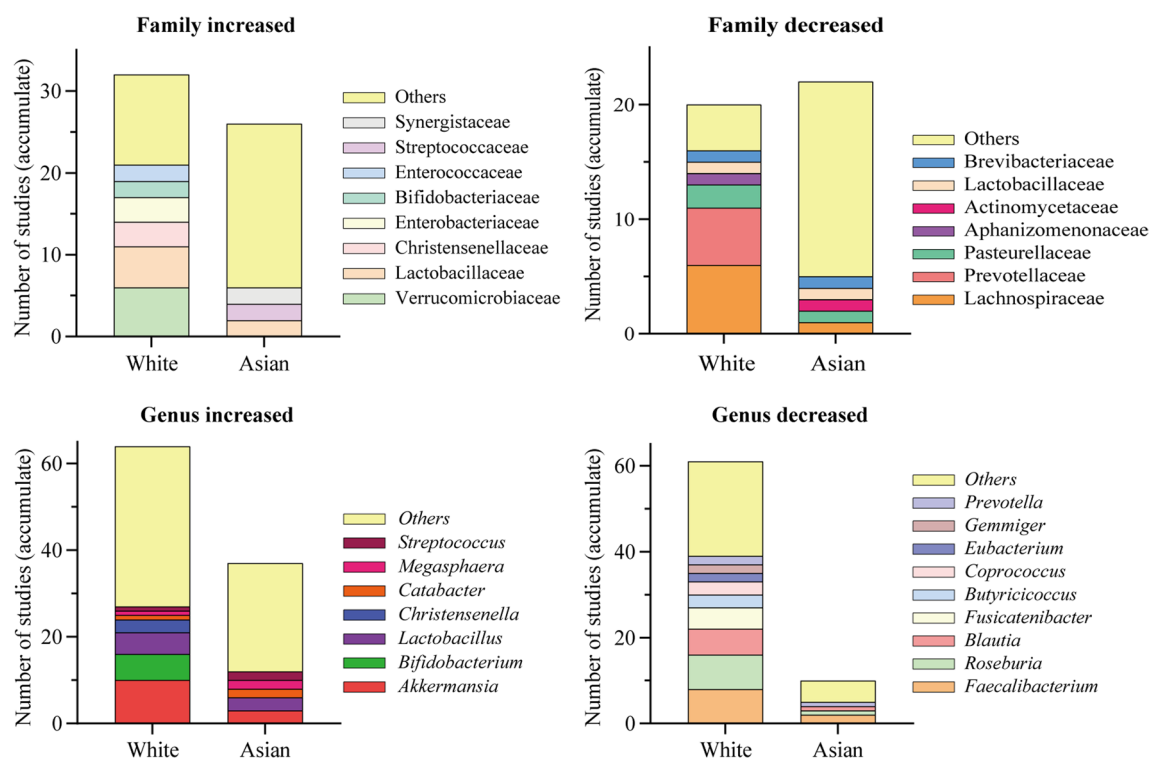 Family increased
Number of studies (accumulate)
30
20
10
0
White
Asian
Others
Synergistaceae
Streptococcaceae
Enterococcaceae
Bifidobacteriaceae
Enterobacteriaceae
Christensenellaceae
Lactobacillaceae
Verrucomicrobiaceae
Family decreased
Number of studies (accumulate)
20
10
0
White
Asian
Others
Brevibacteriaceae
Lactobacillaceae
Actinomycetaceae
Aphanizomenonaceae
Pasteurellaceae
Prevotellaceae
Lachnospiraceae
Genus increased
Number of studies (accumulate)
60
40
20
0
White
Asian
Others
Streptococcus
Megasphaera
Catabacter
Christensenella
Lactobacillus
Bifidobacterium
Akkermansia
Genus decreased
Number of studies (accumulate)
60
40
20
0
White
Asian
Others
Prevotella
Gemmiger
Eubacterium
Coprococcus
Butyricicoccus
Fusicatenibacter
Blautia
Roseburia
Faecalibacterium